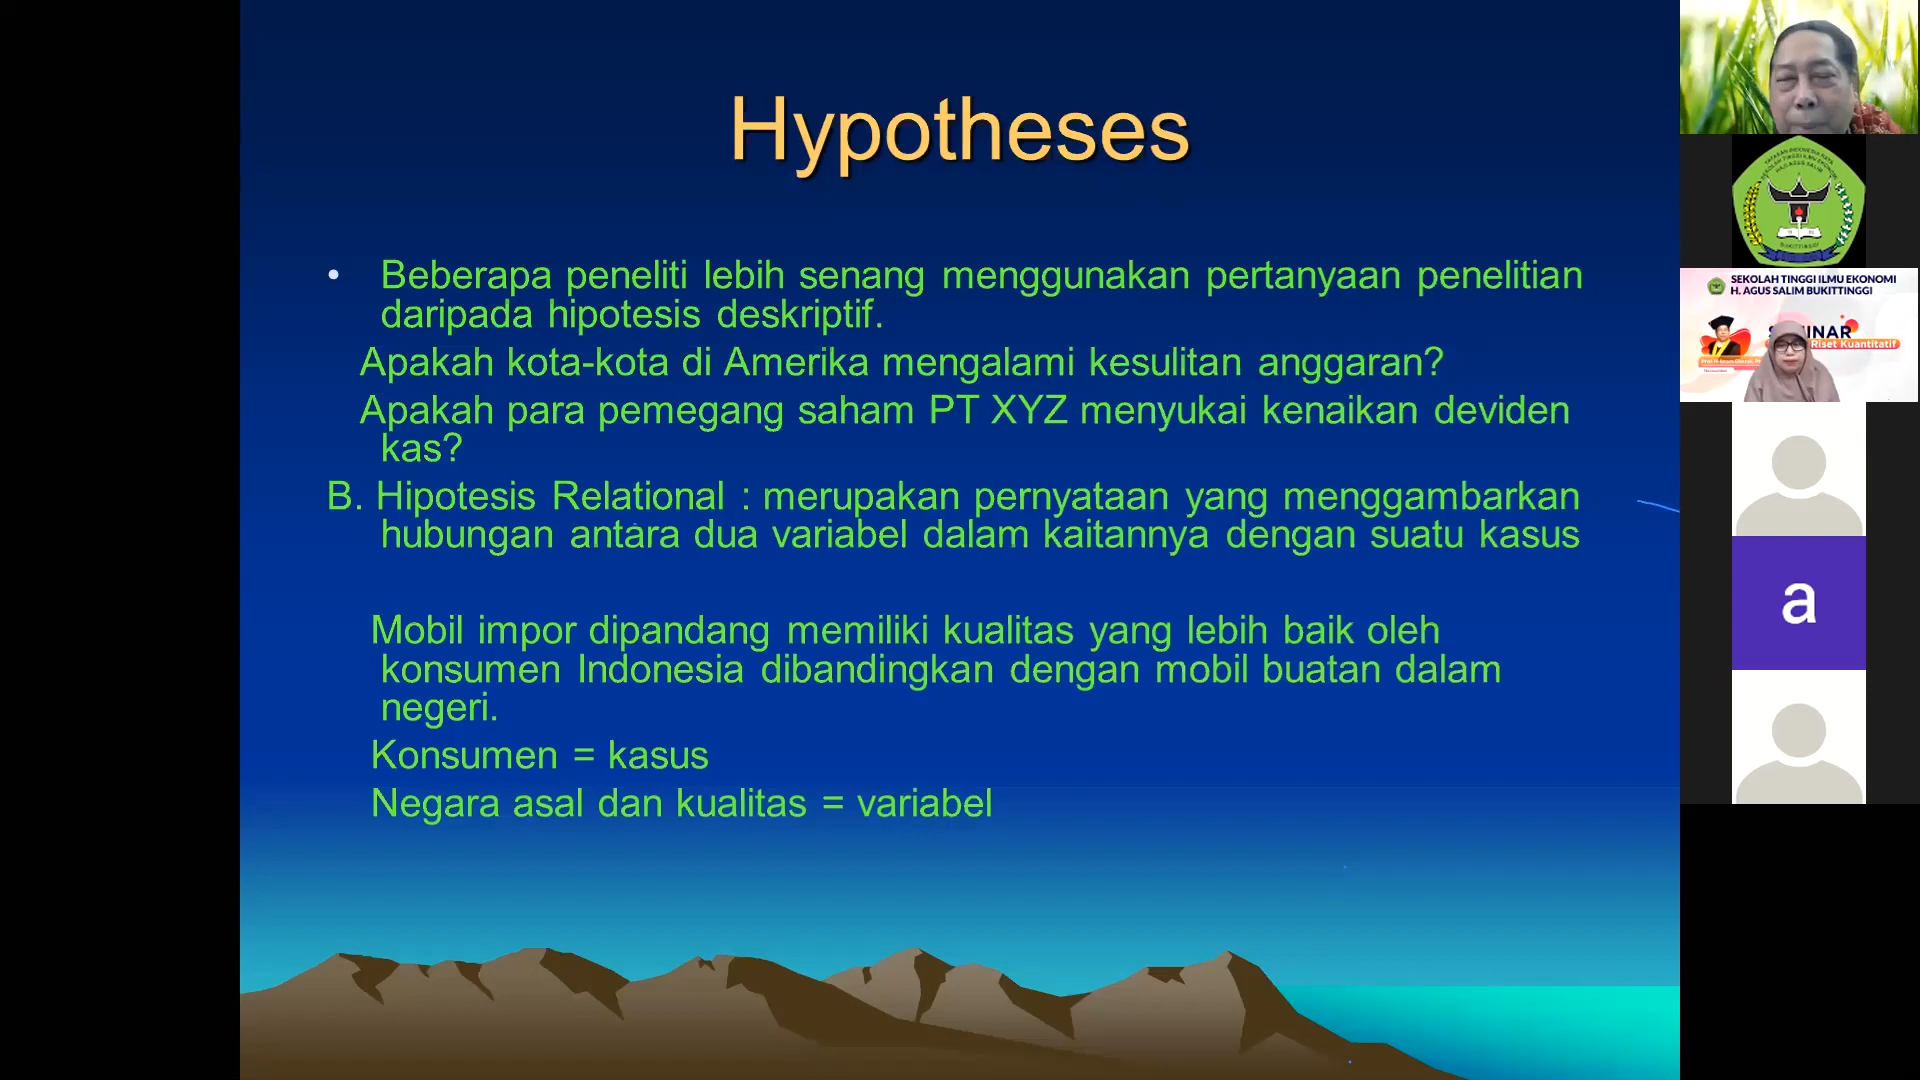 Hypotheses
• Beberapa peneliti lebih senang menggunakan pertanyaan penelitian
daripada hipotesis deskriptif.
Apakah kota-kota di Amerika mengalami kesulitan anggaran?
Apakah para pemegang saham PT XYZ menyukai kenaikan deviden
kas?
B. Hipotesis Relational : merupakan pernyataan yang menggambarkan
hubungan antara dua variabel dalam kaitannya dengan suatu kasus
Mobil impor dipandang memiliki kualitas yang lebih baik oleh
konsumen Indonesia dibandingkan dengan mobil buatan dalam
negeri.
Konsumen = kasus
Negara asal dan kualitas = variabel
BUKITTINGGI
SEKOLAH TINGGI ILMU EKONOMI
H. AGUS SALIM BUKITTINGGI
Riset Kuantitatif
a